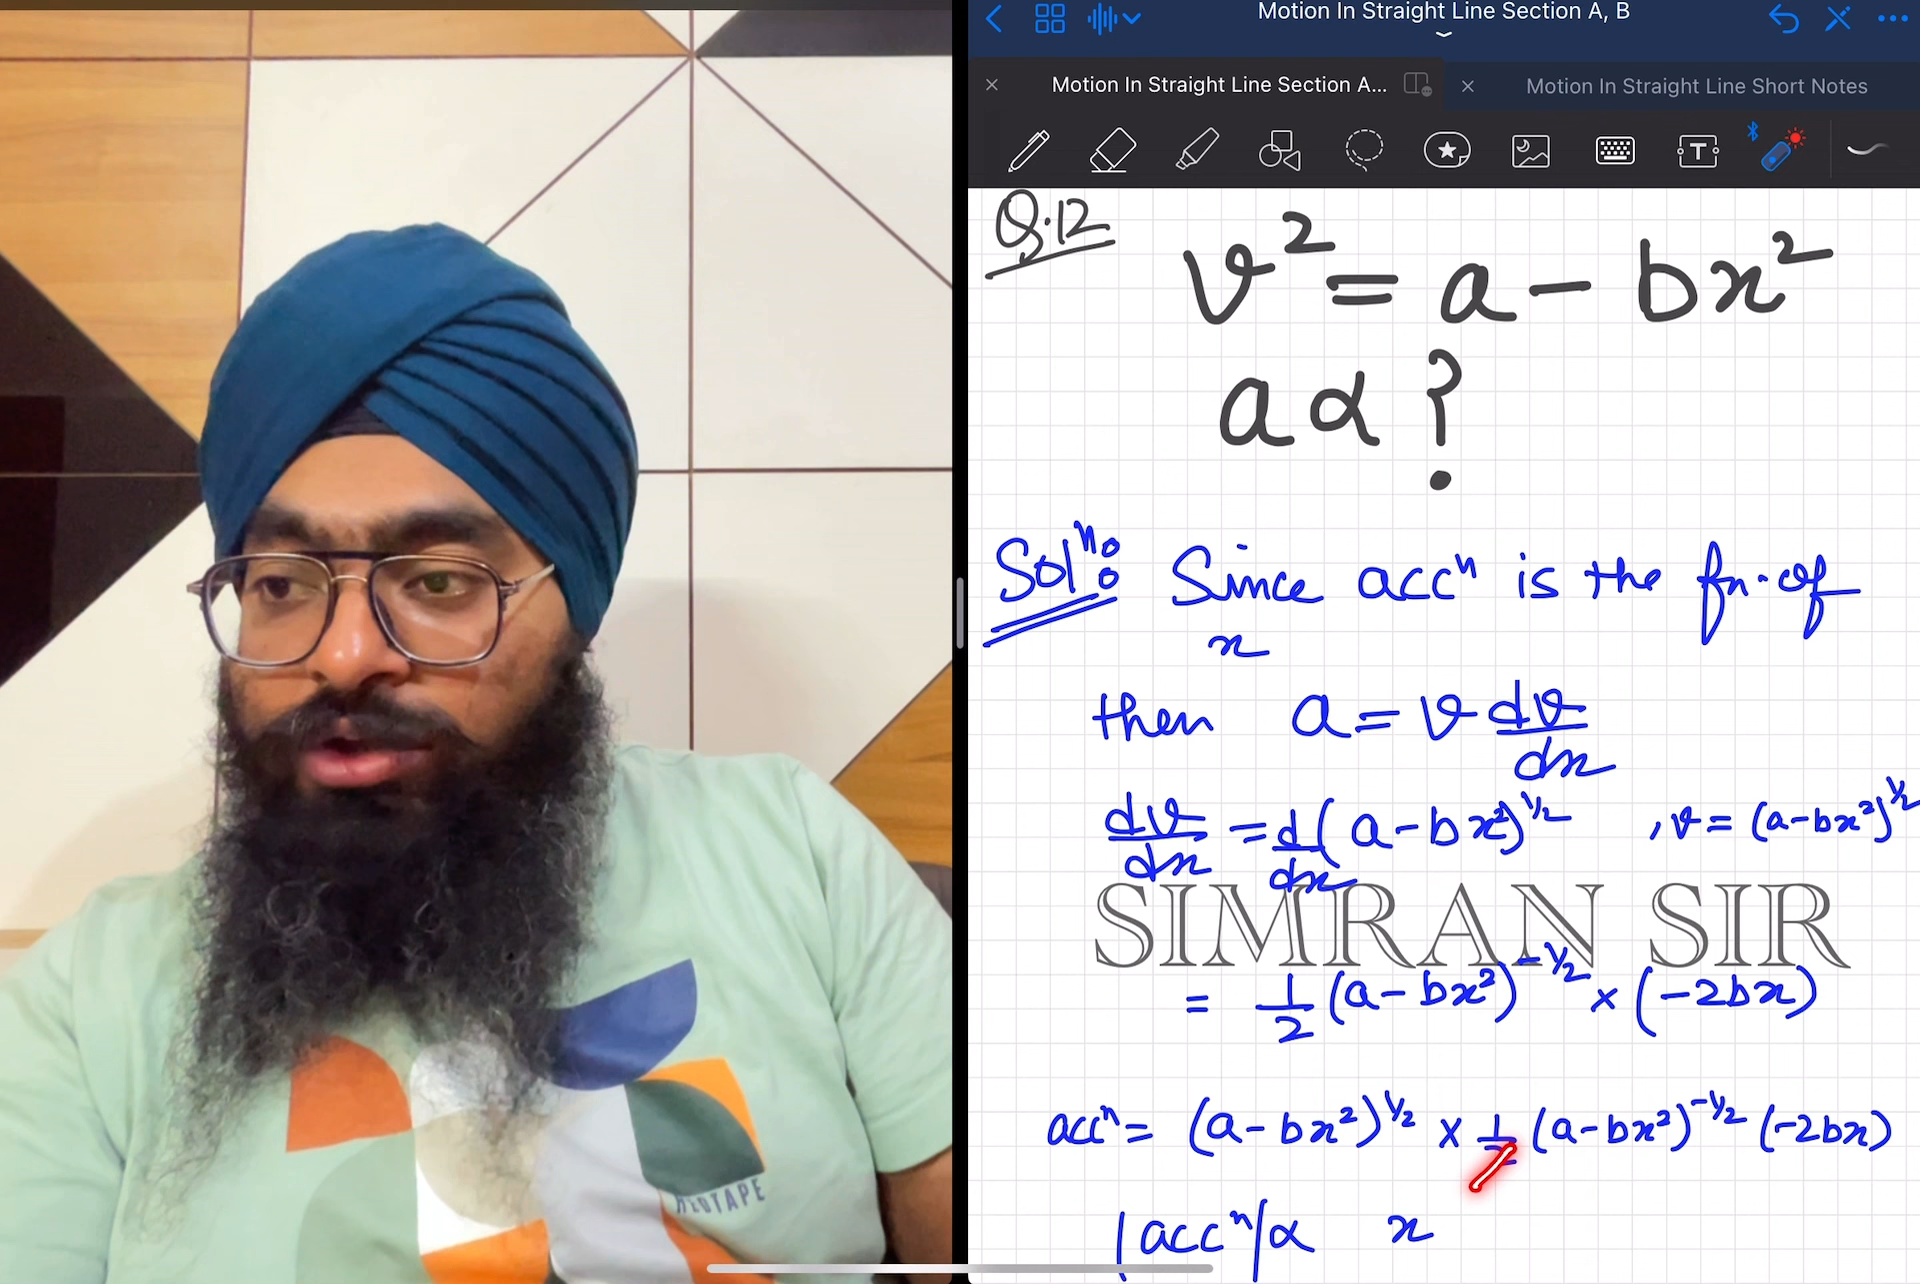 Motion In Straight Line Section A, B
Motion In Straight Line Section A...
Motion In Straight Line Short Notes
T
Q.12
v² = a - bx²
a α ?
Solⁿ: Since accⁿ is the fn. of
x
then a = v dv/dx
dv/dx = d/dx (a - bx²)^1/2 , v = (a - bx²)^1/2
SIMRAN SIR
= 1/2 (a - bx²)^-1/2 × (-2bx)
accⁿ = (a - bx²)^1/2 × 1/2 (a - bx²)^-1/2 (-2bx)
|accⁿ| α x
REDTAPE